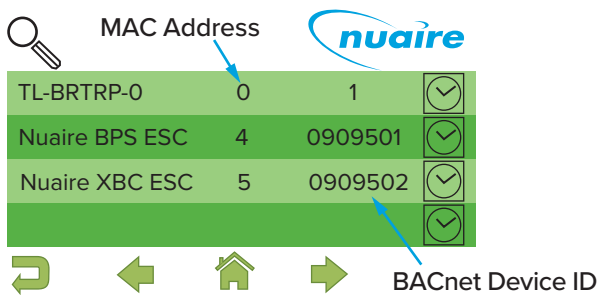 MAC Address
nuaire
TL-BRTRP-0 0 1
Nuaire BPS ESC 4 0909501
Nuaire XBC ESC 5 0909502
BACnet Device ID